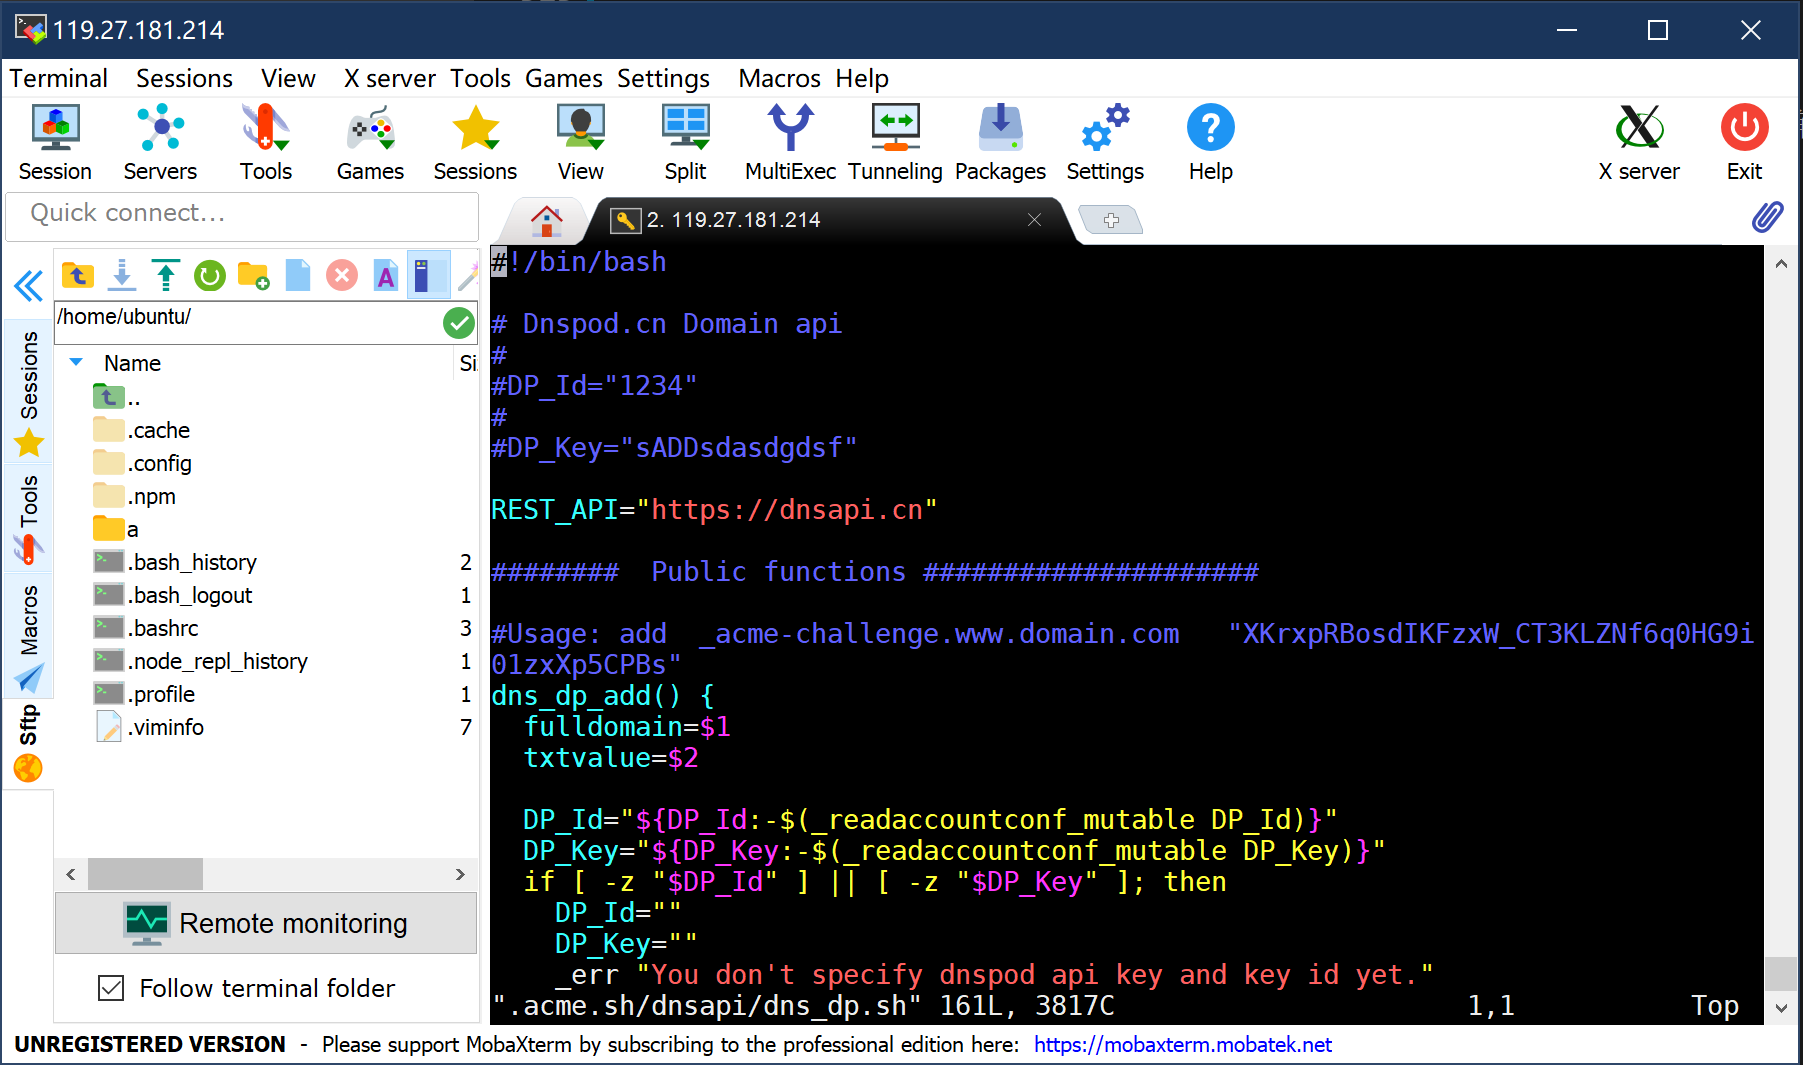 119.27.181.214
Terminal Sessions View X server Tools Games Settings Macros Help
Session Servers Tools Games Sessions View Split MultiExec Tunneling Packages Settings Help X server Exit
Quick connect...
2. 119.27.181.214
/home/ubuntu/
Name Si
..
.cache
.config
.npm
a
.bash_history 2
.bash_logout 1
.bashrc 3
.node_repl_history 1
.profile 1
.viminfo 7
Sessions
Tools
Macros
Sftp
Remote monitoring
Follow terminal folder
#!/bin/bash
# Dnspod.cn Domain api
#
#DP_Id="1234"
#
#DP_Key="sADDsdasdgdsf"
REST_API="https://dnsapi.cn"
######## Public functions #####################
#Usage: add _acme-challenge.www.domain.com "XKrxpRBosdIKFzxW_CT3KLZNf6q0HG9i
01zxXp5CPBs"
dns_dp_add() {
fulldomain=$1
txtvalue=$2
DP_Id="${DP_Id:-$(_readaccountconf_mutable DP_Id)}"
DP_Key="${DP_Key:-$(_readaccountconf_mutable DP_Key)}"
if [ -z "$DP_Id" ] || [ -z "$DP_Key" ]; then
DP_Id=""
DP_Key=""
_err "You don't specify dnspod api key and key id yet."
".acme.sh/dnsapi/dns_dp.sh" 161L, 3817C 1,1 Top
UNREGISTERED VERSION - Please support MobaXterm by subscribing to the professional edition here: https://mobaxterm.mobatek.net